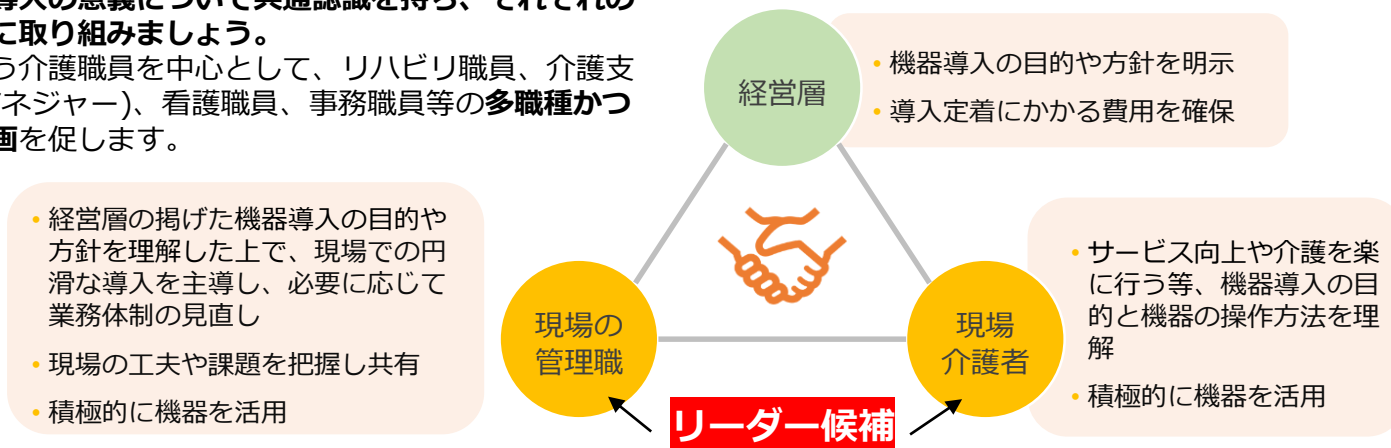 導入の意義について共通認識を持ち、それぞれの
に取り組みましょう。
う介護職員を中心として、リハビリ職員、介護支
ネジャー)、看護職員、事務職員等の多職種かつ
画を促します。
経営層
• 機器導入の目的や方針を明示
• 導入定着にかかる費用を確保
• 経営層の掲げた機器導入の目的や
方針を理解した上で、現場での円
滑な導入を主導し、必要に応じて
業務体制の見直し
• 現場の工夫や課題を把握し共有
• 積極的に機器を活用
現場の
管理職
現場
介護者
• サービス向上や介護を楽
に行う等、機器導入の目
的と機器の操作方法を理
解
• 積極的に機器を活用
リーダー候補